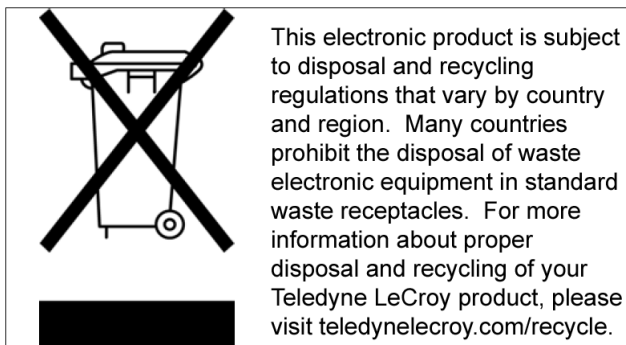 This electronic product is subject
to disposal and recycling
regulations that vary by country
and region.  Many countries
prohibit the disposal of waste
electronic equipment in standard
waste receptacles.  For more
information about proper
disposal and recycling of your
Teledyne LeCroy product, please
visit teledynelecroy.com/recycle.